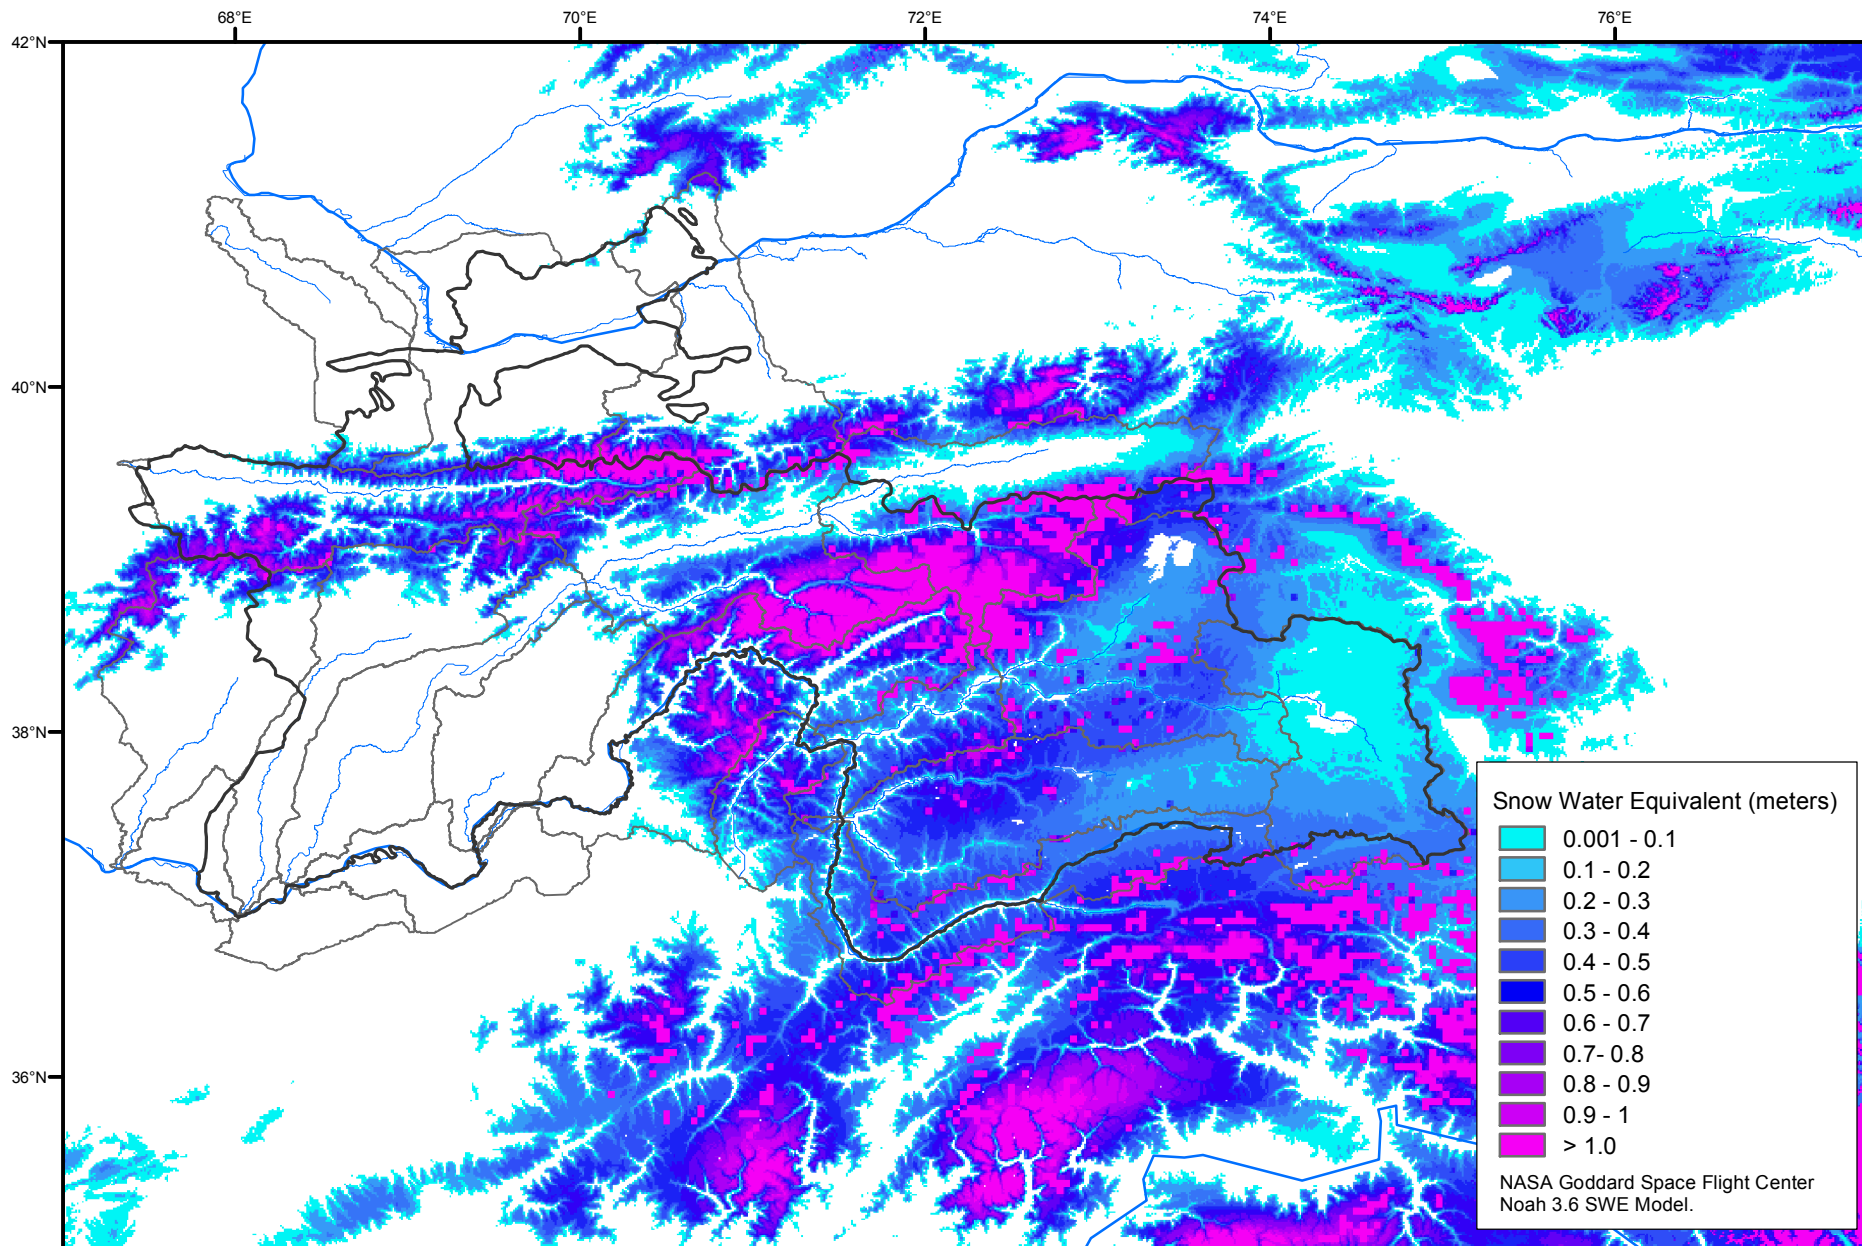 68°E
70°E
72°E
74°E
76°E
42°N
40°N
38°N
36°N
Snow Water Equivalent (meters)
0.001 - 0.1
0.1 - 0.2
0.2 - 0.3
0.3 - 0.4
0.4 - 0.5
0.5 - 0.6
0.6 - 0.7
0.7- 0.8
0.8 - 0.9
0.9 - 1
> 1.0
NASA Goddard Space Flight Center
Noah 3.6 SWE Model.